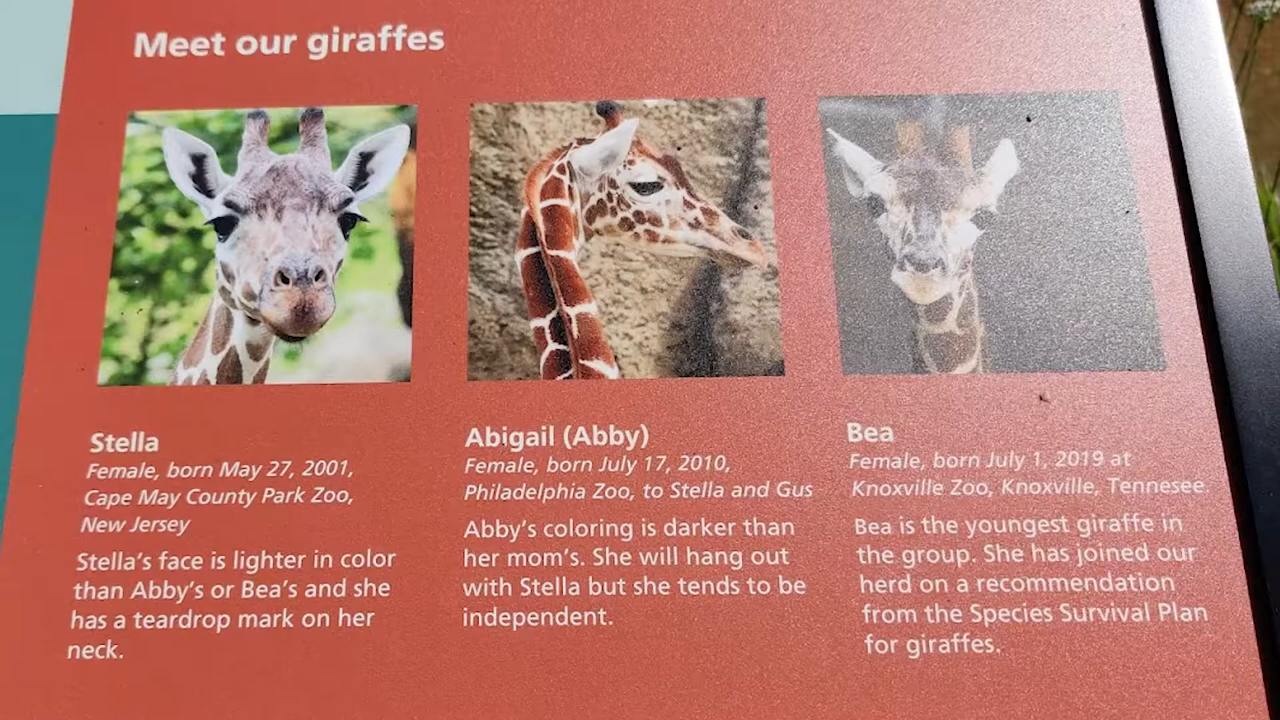 Meet our giraffes
Stella
Female, born May 27, 2001,
Cape May County Park Zoo,
New Jersey
Stella's face is lighter in color
than Abby's or Bea's and she
has a teardrop mark on her
neck.
Abigail (Abby)
Female, born July 17, 2010,
Philadelphia Zoo, to Stella and Gus
Abby's coloring is darker than
her mom's. She will hang out
with Stella but she tends to be
independent.
Bea
Female, born July 1, 2019 at
Knoxville Zoo, Knoxville, Tennesee.
Bea is the youngest giraffe in
the group. She has joined our
herd on a recommendation
from the Species Survival Plan
for giraffes.